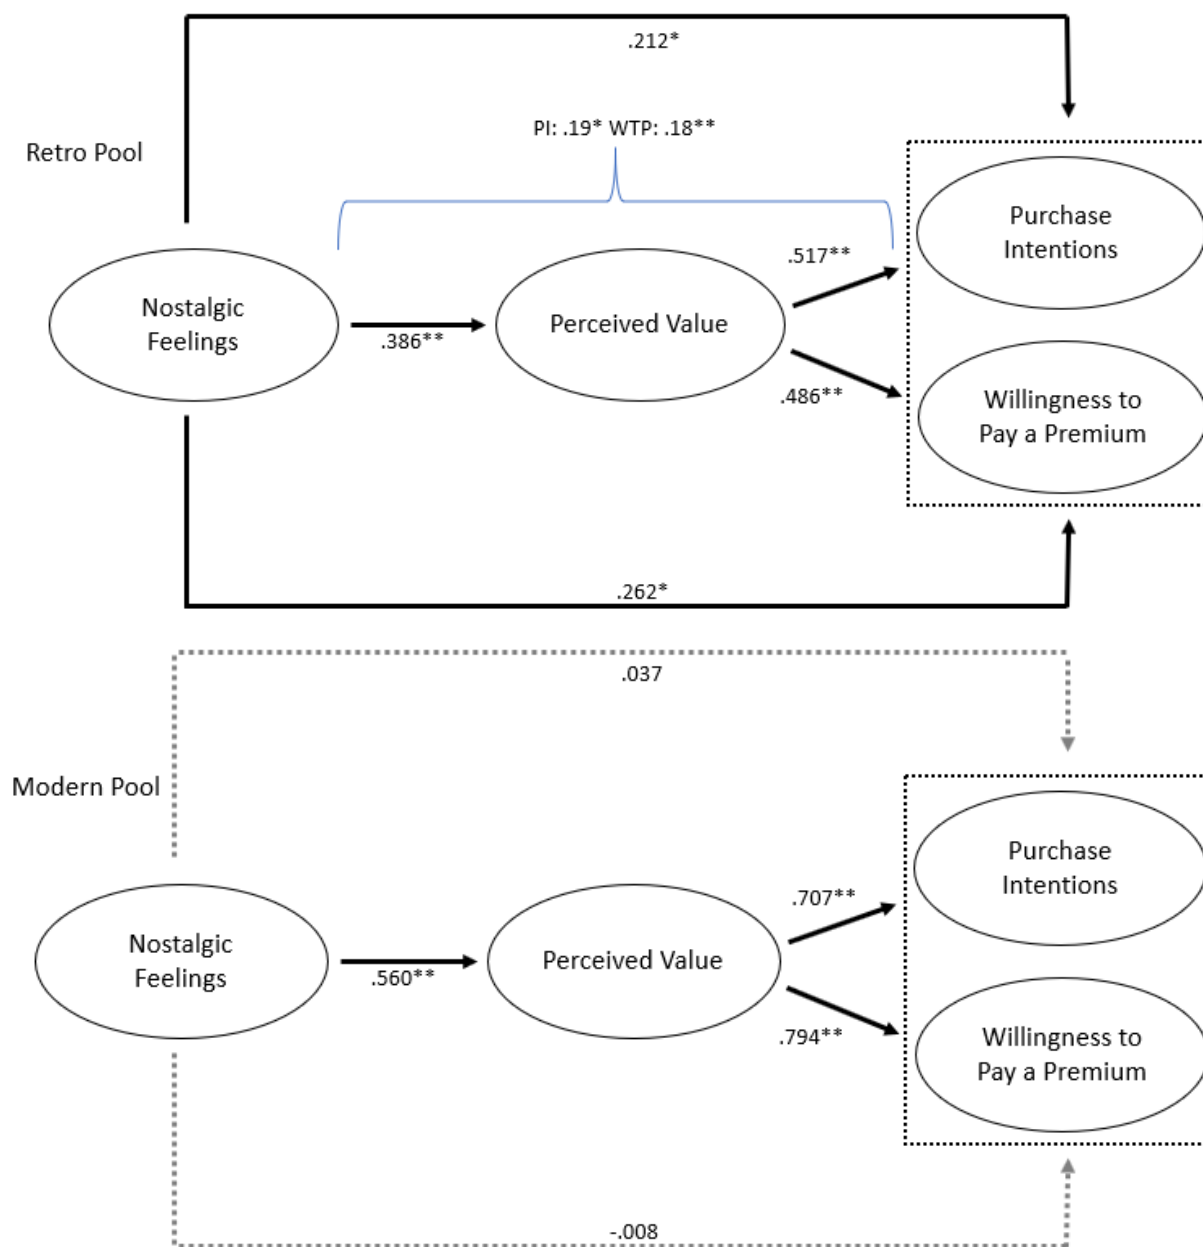 .212*
PI: .19* WTP: .18**
Retro Pool
Purchase
Intentions
.517**
Nostalgic
Feelings
Perceived Value
.386**
.486**
Willingness to
Pay a Premium
.262*
.037
Modern Pool
Purchase
Intentions
.707**
Nostalgic
Feelings
Perceived Value
.560**
.794**
Willingness to
Pay a Premium
-.008